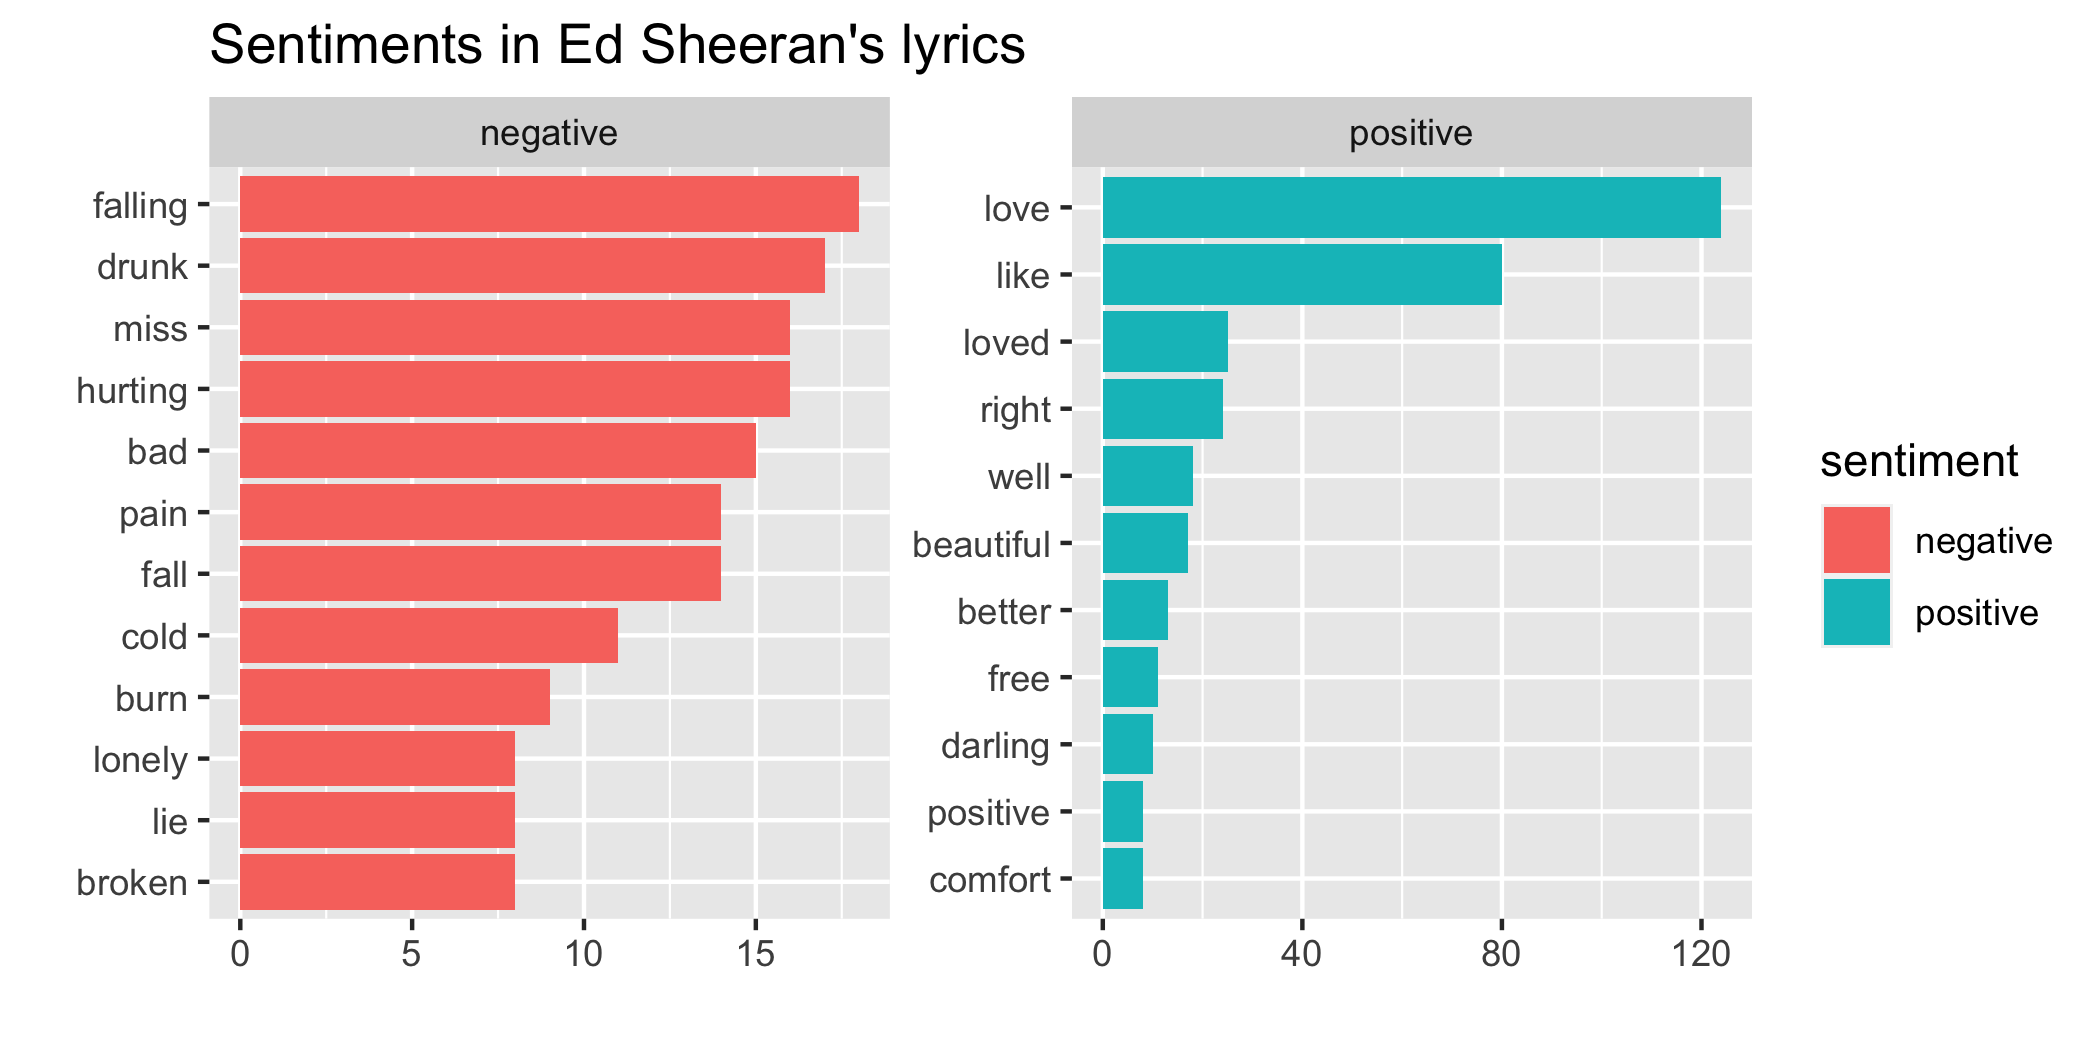 Sentiments in Ed Sheeran's lyrics
negative
falling
drunk
miss
hurting
bad
pain
fall
cold
burn
lonely
lie
broken
0 5 10 15
positive
love
like
loved
right
well
beautiful
better
free
darling
positive
comfort
0 40 80 120
sentiment
negative
positive